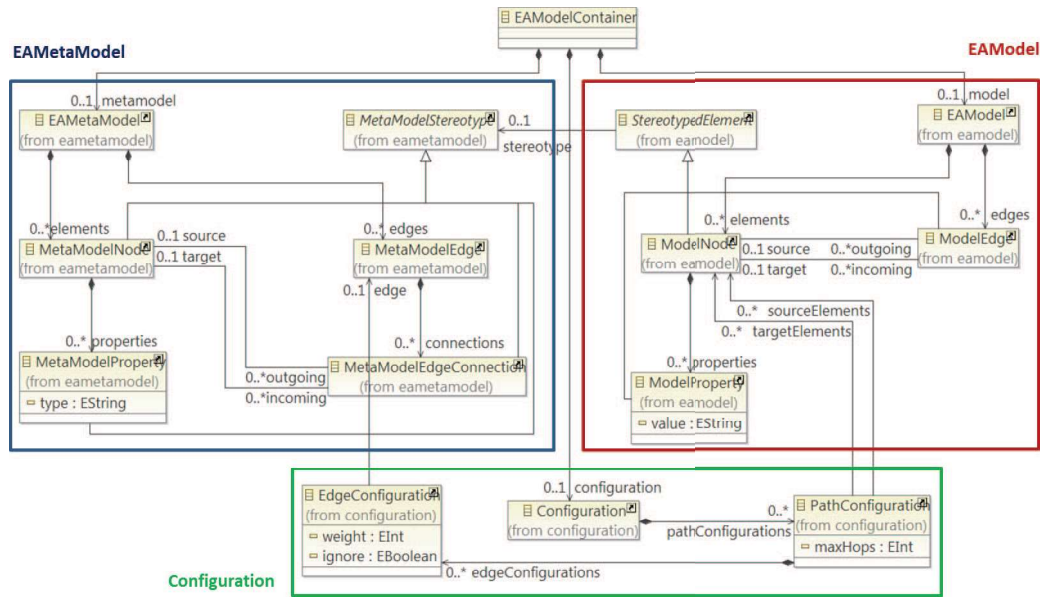 EAModelContainer
EAMetaModel
EAModel
0..1 metamodel
0..1 model
EAMetaModel
(from eametamodel)
MetaModelStereotype
(from eametamodel)
0..1
stereotype
StereotypedElement
(from eamodel)
EAModel
(from eamodel)
0..*elements
0..* edges
0..* elements
0..* edges
MetaModelNode
(from eametamodel)
0..1 source
0..1 target
MetaModelEdge
(from eametamodel)
0..1 edge
ModelNode
(from eamodel)
0..1 source
0..1 target
0..*outgoing
0..*incoming
ModelEdge
(from eamodel)
0..* sourceElements
0..* targetElements
0..* properties
0..* connections
0..*properties
MetaModelProperty
(from eametamodel)
type : EString
0..*outgoing
0..*incoming
MetaModelEdgeConnection
(from eametamodel)
ModelProperty
(from eamodel)
value : EString
0..1 configuration
EdgeConfiguration
(from configuration)
weight : EInt
ignore : EBoolean
Configuration
(from configuration)
0..*
pathConfigurations
PathConfiguration
(from configuration)
maxHops : EInt
0..* edgeConfigurations
Configuration